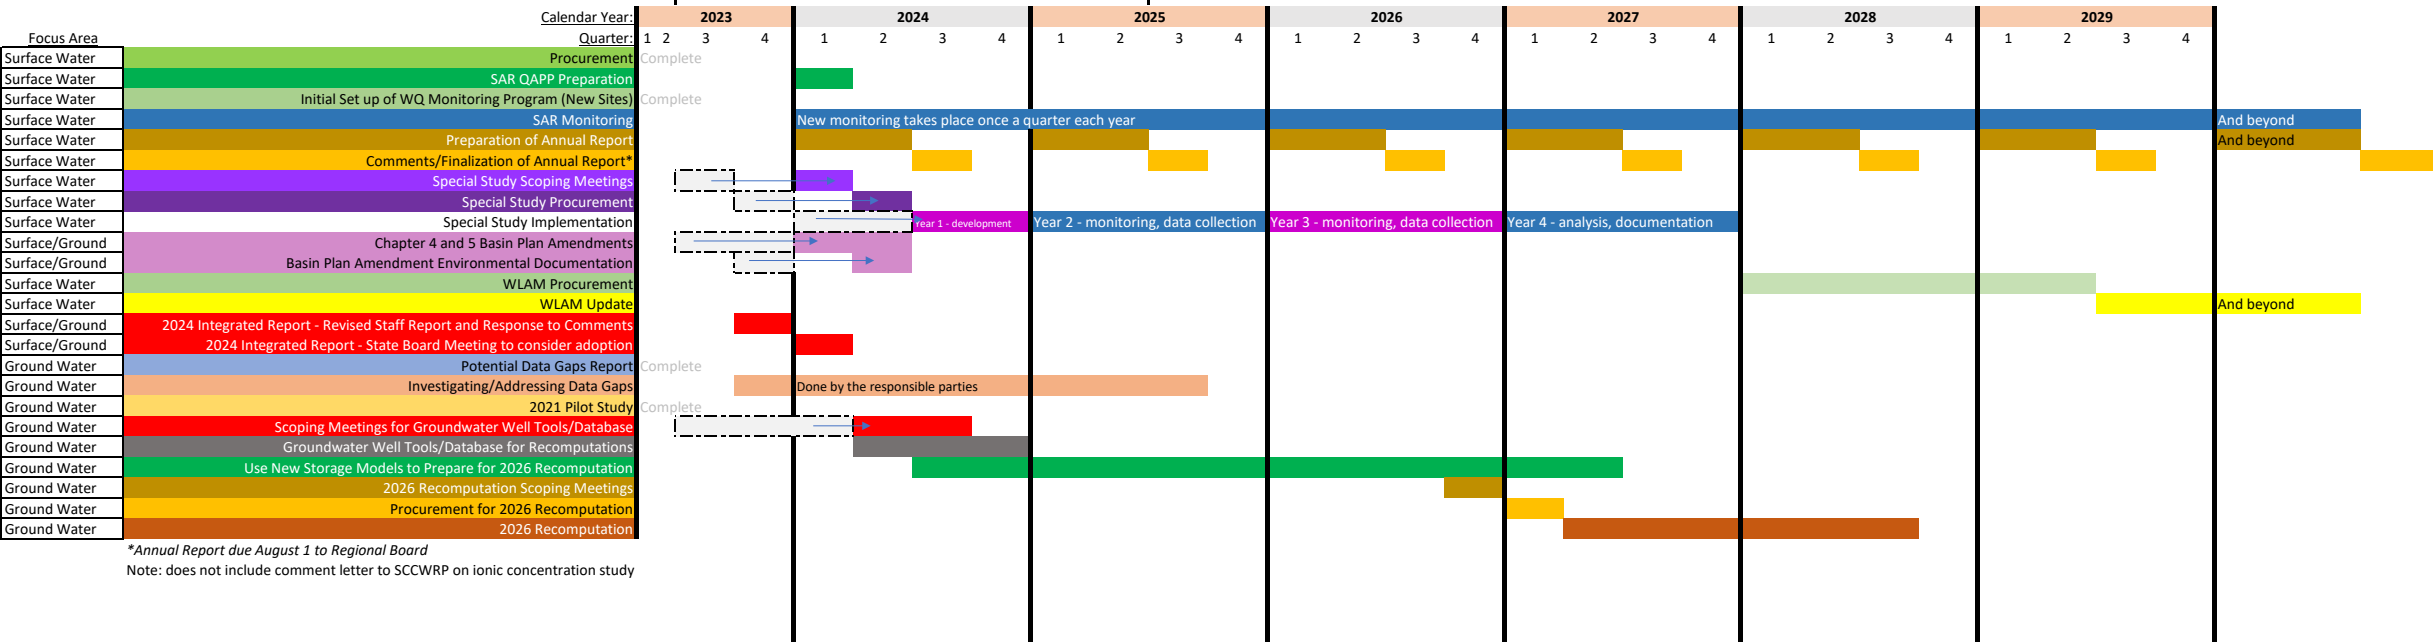 Calendar Year: 2023 2024 2025 2026 2027 2028 2029
Focus Area Quarter: 1 2 3 4 1 2 3 4 1 2 3 4 1 2 3 4 1 2 3 4 1 2 3 4 1 2 3 4
Surface Water Procurement Complete
Surface Water SAR QAPP Preparation
Surface Water Initial Set up of WQ Monitoring Program (New Sites) Complete
Surface Water SAR Monitoring New monitoring takes place once a quarter each year And beyond
Surface Water Preparation of Annual Report And beyond
Surface Water Comments/Finalization of Annual Report*
Surface Water Special Study Scoping Meetings
Surface Water Special Study Procurement
Surface Water Special Study Implementation Year 1 - development Year 2 - monitoring, data collection Year 3 - monitoring, data collection Year 4 - analysis, documentation
Surface/Ground Chapter 4 and 5 Basin Plan Amendments
Surface/Ground Basin Plan Amendment Environmental Documentation
Surface Water WLAM Procurement
Surface Water WLAM Update And beyond
Surface/Ground 2024 Integrated Report - Revised Staff Report and Response to Comments
Surface/Ground 2024 Integrated Report - State Board Meeting to consider adoption
Ground Water Potential Data Gaps Report Complete
Ground Water Investigating/Addressing Data Gaps Done by the responsible parties
Ground Water 2021 Pilot Study Complete
Ground Water Scoping Meetings for Groundwater Well Tools/Database
Ground Water Groundwater Well Tools/Database for Recomputations
Ground Water Use New Storage Models to Prepare for 2026 Recomputation
Ground Water 2026 Recomputation Scoping Meetings
Ground Water Procurement for 2026 Recomputation
Ground Water 2026 Recomputation
*Annual Report due August 1 to Regional Board
Note: does not include comment letter to SCCWRP on ionic concentration study